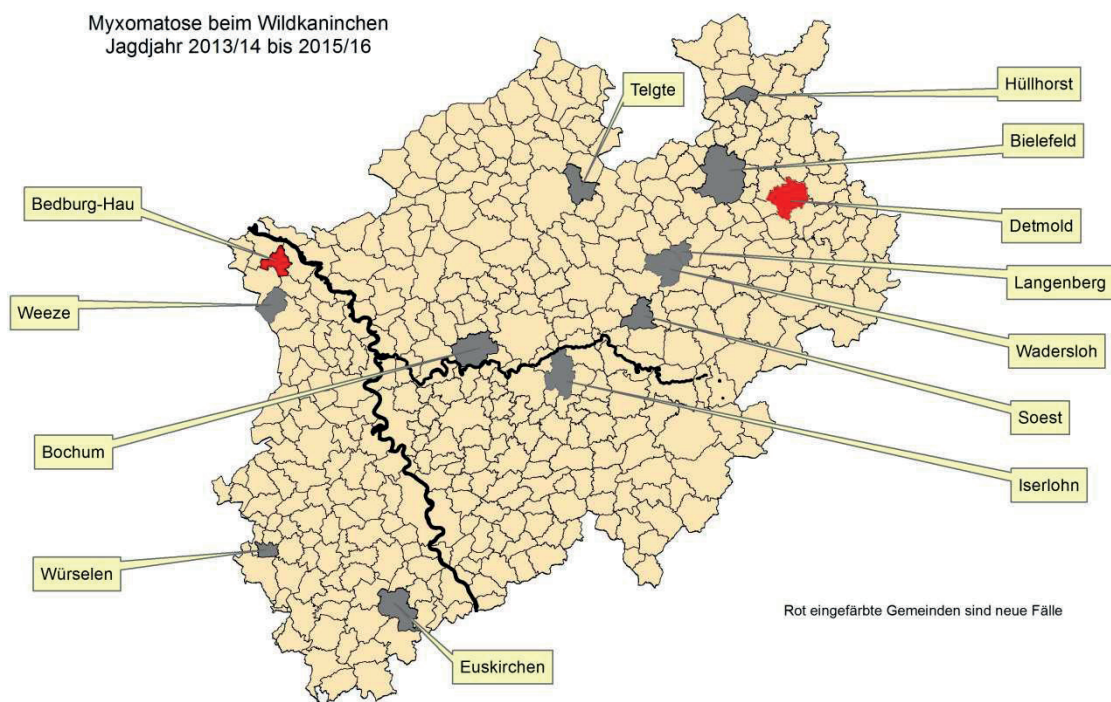 Myxomatose beim Wildkaninchen
Jagdjahr 2013/14 bis 2015/16
Telgte
Hüllhorst
Bielefeld
Bedburg-Hau
Detmold
Langenberg
Weeze
Wadersloh
Soest
Bochum
Iserlohn
Würselen
Rot eingefärbte Gemeinden sind neue Fälle
Euskirchen